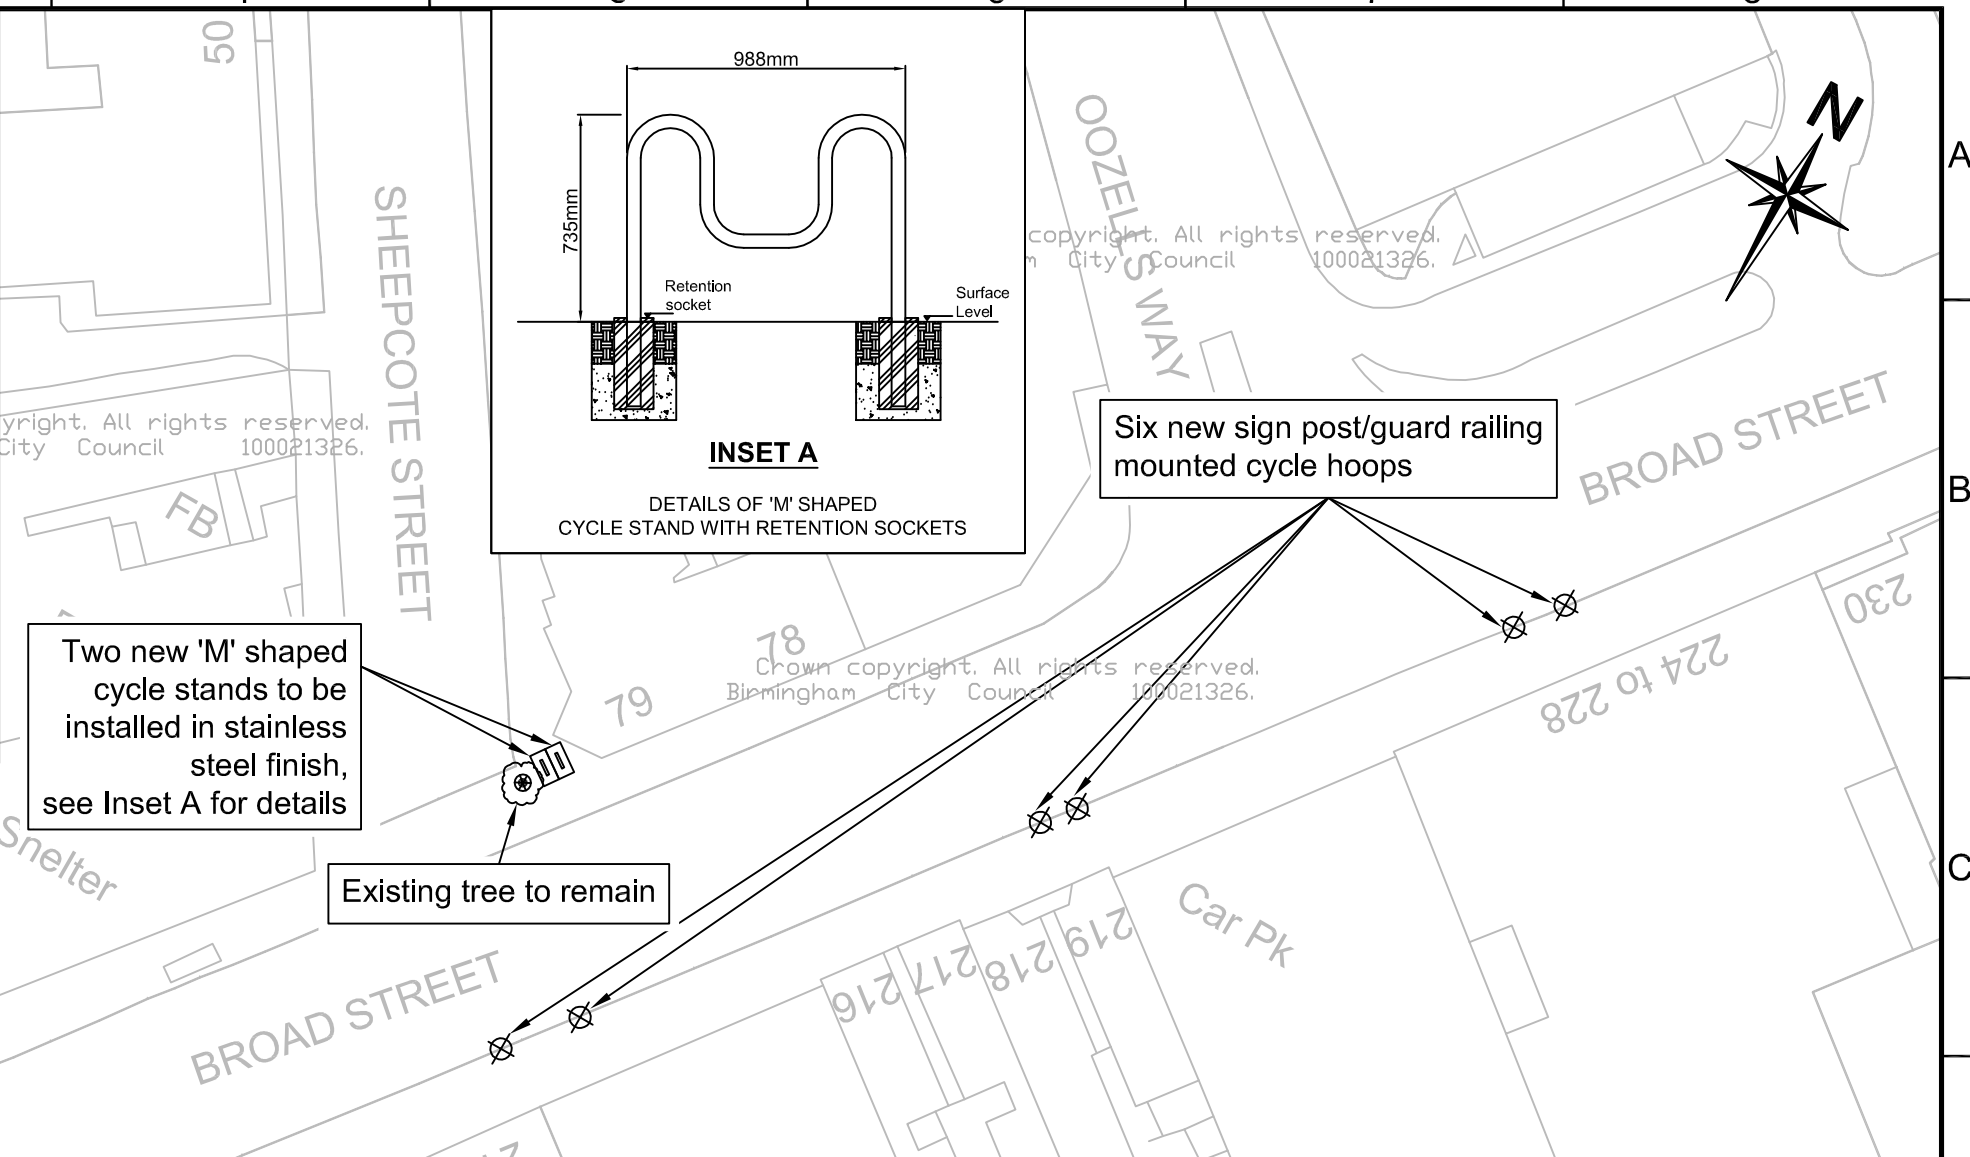 50
988mm
735mm
Retention
socket
Surface
Level
INSET A
DETAILS OF 'M' SHAPED
CYCLE STAND WITH RETENTION SOCKETS
N
A
OOZELLS WAY
copyright. All rights reserved.
City Council 100021326.
SHEEPCOTE STREET
yright. All rights reserved.
City Council 100021326.
FB
Six new sign post/guard railing
mounted cycle hoops
BROAD STREET
B
230
224 to 228
78
79
Crown copyright. All rights reserved.
Birmingham City Council 100021326.
Two new 'M' shaped
cycle stands to be
installed in stainless
steel finish,
see Inset A for details
Existing tree to remain
C
Car Pk
219
218
217
216
BROAD STREET